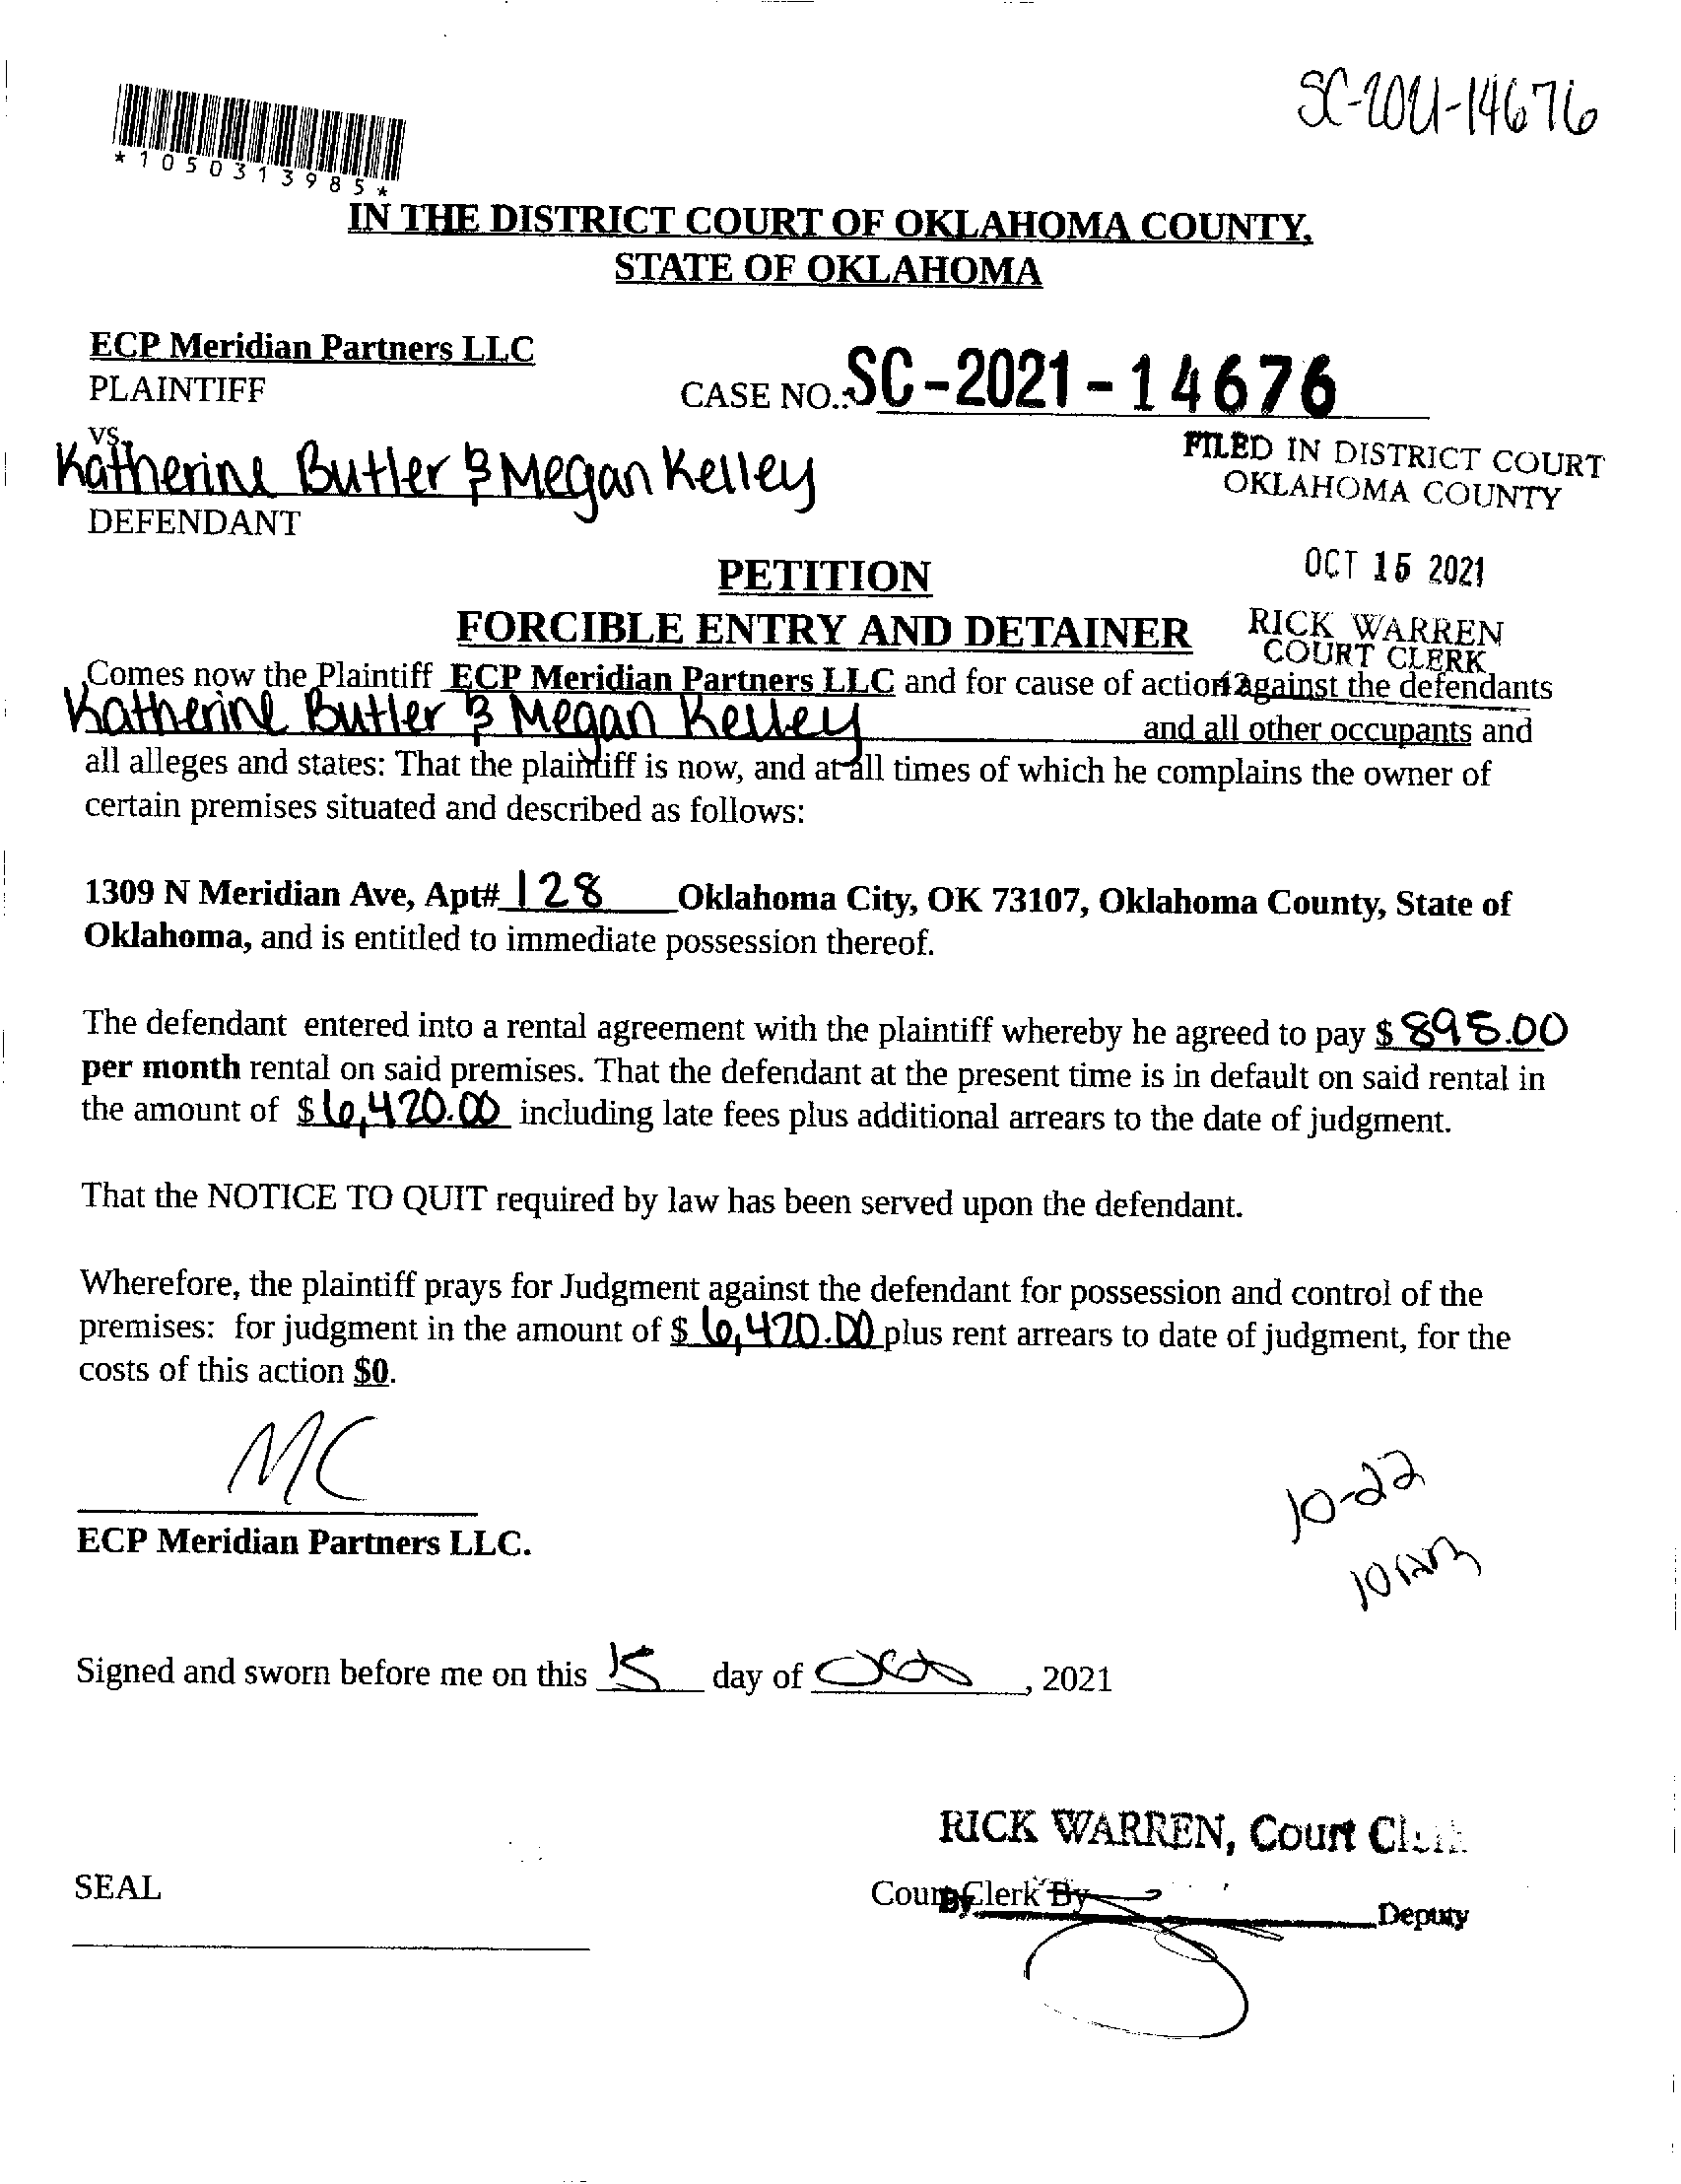 SC-2021-14676
*1050313985*
IN THE DISTRICT COURT OF OKLAHOMA COUNTY,
STATE OF OKLAHOMA
ECP Meridian Partners LLC
PLAINTIFF
CASE NO.: SC-2021-14676
vs.
Katherine Butler & Megan Kelley
DEFENDANT
FILED IN DISTRICT COURT
OKLAHOMA COUNTY
OCT 15 2021
RICK WARREN
COURT CLERK
PETITION
FORCIBLE ENTRY AND DETAINER
Comes now the Plaintiff ECP Meridian Partners LLC and for cause of action against the defendants
Katherine Butler & Megan Kelley and all other occupants and
all alleges and states: That the plaintiff is now, and at all times of which he complains the owner of
certain premises situated and described as follows:
1309 N Meridian Ave, Apt# 128 Oklahoma City, OK 73107, Oklahoma County, State of
Oklahoma, and is entitled to immediate possession thereof.
The defendant entered into a rental agreement with the plaintiff whereby he agreed to pay $ 895.00
per month rental on said premises. That the defendant at the present time is in default on said rental in
the amount of $ 6,420.00 including late fees plus additional arrears to the date of judgment.
That the NOTICE TO QUIT required by law has been served upon the defendant.
Wherefore, the plaintiff prays for Judgment against the defendant for possession and control of the
premises: for judgment in the amount of $ 6,420.00 plus rent arrears to date of judgment, for the
costs of this action $0.
MC
ECP Meridian Partners LLC.
10-22
10am
Signed and sworn before me on this 15 day of Oct, 2021
RICK WARREN, Court Clerk
SEAL
Court Clerk By
By Deputy